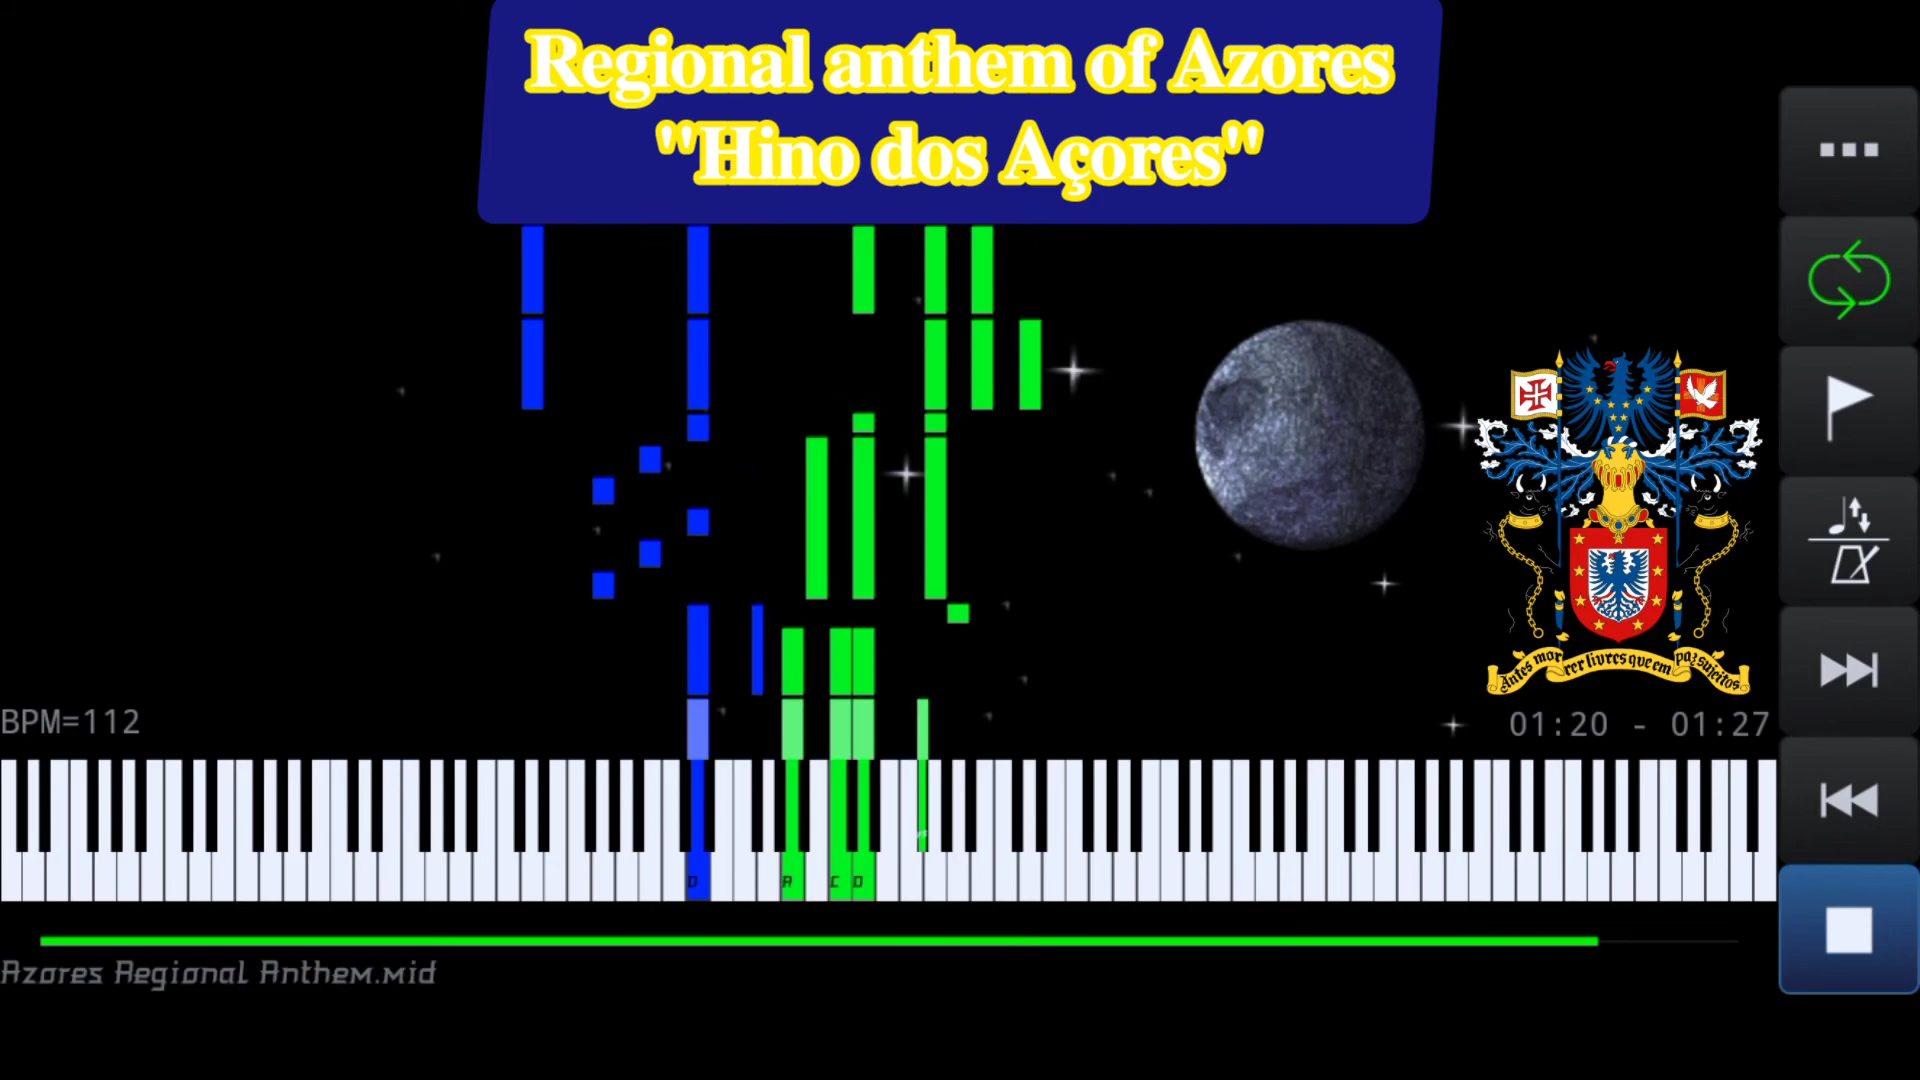 Regional anthem of Azores
"Hino dos Açores"
Antes morrer livres que em paz sujeitos
BPM=112
01:20 - 01:27
D A C D
Azores Regional Anthem.mid